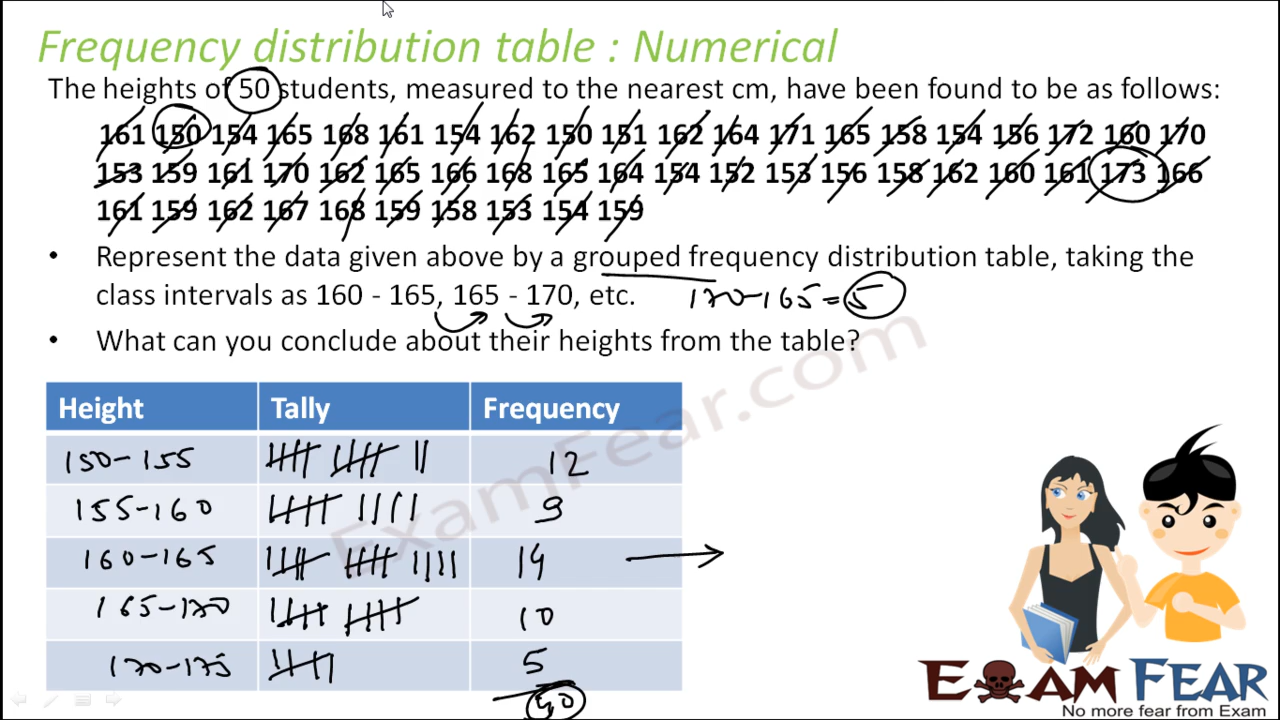 Frequency distribution table : Numerical
The heights of 50 students, measured to the nearest cm, have been found to be as follows:
161 150 154 165 168 161 154 162 150 151 162 164 171 165 158 154 156 172 160 170
153 159 161 170 162 165 166 168 165 164 154 152 153 156 158 162 160 161 173 166
161 159 162 167 168 159 158 153 154 159
• Represent the data given above by a grouped frequency distribution table, taking the
class intervals as 160 - 165, 165 - 170, etc. 170-165=5
• What can you conclude about their heights from the table?
ExamFear.com
Height Tally Frequency
150-155 12
155-160 9
160-165 14
165-170 10
170-175 5
50
EXAM FEAR
No more fear from Exam